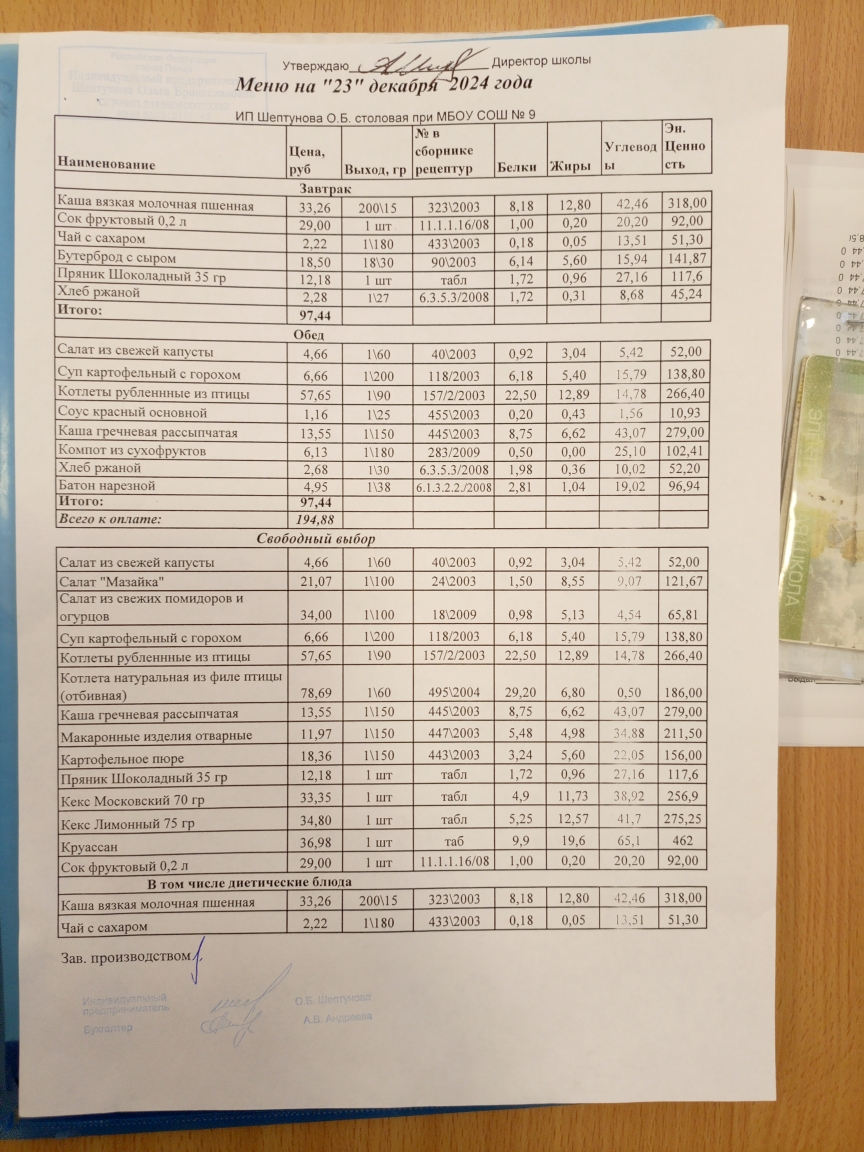 Утверждаю Директор школы
Меню на "23" декабря 2024 года
ИП Шептунова О.Б. столовая при МБОУ СОШ № 9
Наименование Цена, руб Выход, гр № в сборнике рецептур Белки Жиры Углеводы Эн. Ценность
Завтрак
Каша вязкая молочная пшенная 33,26 200\15 323\2003 8,18 12,80 42,46 318,00
Сок фруктовый 0,2 л 29,00 1 шт 11.1.1.16/08 1,00 0,20 20,20 92,00
Чай с сахаром 2,22 1\180 433\2003 0,18 0,05 13,51 51,30
Бутерброд с сыром 18,50 18\30 90\2003 6,14 5,60 15,94 141,87
Пряник Шоколадный 35 гр 12,18 1 шт табл 1,72 0,96 27,16 117,6
Хлеб ржаной 2,28 1\27 6.3.5.3/2008 1,72 0,31 8,68 45,24
Итого: 97,44
Обед
Салат из свежей капусты 4,66 1\60 40\2003 0,92 3,04 5,42 52,00
Суп картофельный с горохом 6,66 1\200 118/2003 6,18 5,40 15,79 138,80
Котлеты рубленнные из птицы 57,65 1\90 157/2/2003 22,50 12,89 14,78 266,40
Соус красный основной 1,16 1\25 455\2003 0,20 0,43 1,56 10,93
Каша гречневая рассыпчатая 13,55 1\150 445\2003 8,75 6,62 43,07 279,00
Компот из сухофруктов 6,13 1\180 283/2009 0,50 0,00 25,10 102,41
Хлеб ржаной 2,68 1\30 6.3.5.3/2008 1,98 0,36 10,02 52,20
Батон нарезной 4,95 1\38 6.1.3.2.2./2008 2,81 1,04 19,02 96,94
Итого: 97,44
Всего к оплате: 194,88
Свободный выбор
Салат из свежей капусты 4,66 1\60 40\2003 0,92 3,04 5,42 52,00
Салат "Мазайка" 21,07 1\100 24\2003 1,50 8,55 9,07 121,67
Салат из свежих помидоров и
огурцов 34,00 1\100 18\2009 0,98 5,13 4,54 65,81
Суп картофельный с горохом 6,66 1\200 118/2003 6,18 5,40 15,79 138,80
Котлеты рубленнные из птицы 57,65 1\90 157/2/2003 22,50 12,89 14,78 266,40
Котлета натуральная из филе птицы
(отбивная) 78,69 1\60 495\2004 29,20 6,80 0,50 186,00
Каша гречневая рассыпчатая 13,55 1\150 445\2003 8,75 6,62 43,07 279,00
Макаронные изделия отварные 11,97 1\150 447\2003 5,48 4,98 34,88 211,50
Картофельное пюре 18,36 1\150 443\2003 3,24 5,60 22,05 156,00
Пряник Шоколадный 35 гр 12,18 1 шт табл 1,72 0,96 27,16 117,6
Кекс Московский 70 гр 33,35 1 шт табл 4,9 11,73 38,92 256,9
Кекс Лимонный 75 гр 34,80 1 шт табл 5,25 12,57 41,7 275,25
Круассан 36,98 1 шт таб 9,9 19,6 65,1 462
Сок фруктовый 0,2 л 29,00 1 шт 11.1.1.16/08 1,00 0,20 20,20 92,00
В том числе диетические блюда
Каша вязкая молочная пшенная 33,26 200\15 323\2003 8,18 12,80 42,46 318,00
Чай с сахаром 2,22 1\180 433\2003 0,18 0,05 13,51 51,30
Зав. производством
Индивидуальный
предприниматель О.Б. Шептунова
Бухгалтер А.В. Андреева